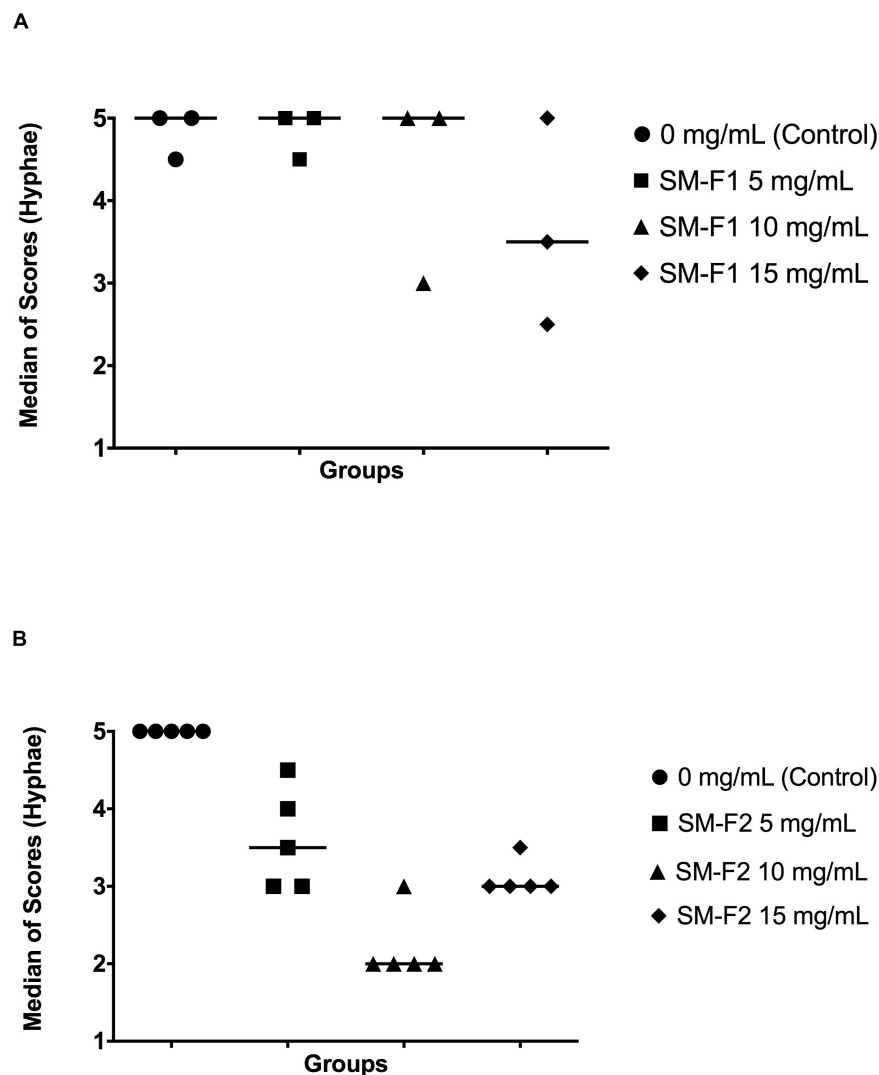 A
Median of Scores (Hyphae)
5
4
3
2
1
Groups
0 mg/mL (Control)
SM-F1 5 mg/mL
SM-F1 10 mg/mL
SM-F1 15 mg/mL
B
Median of Scores (Hyphae)
5
4
3
2
1
Groups
0 mg/mL (Control)
SM-F2 5 mg/mL
SM-F2 10 mg/mL
SM-F2 15 mg/mL